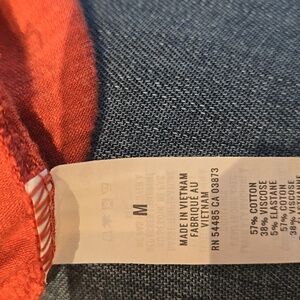 M
MADE IN VIETNAM
FABRIQUÉ AU
VIETNAM
RN 54485 CA 03873
57% COTTON
38% VISCOSE
5% ELASTANE
57% COTON
38% VISCOSE